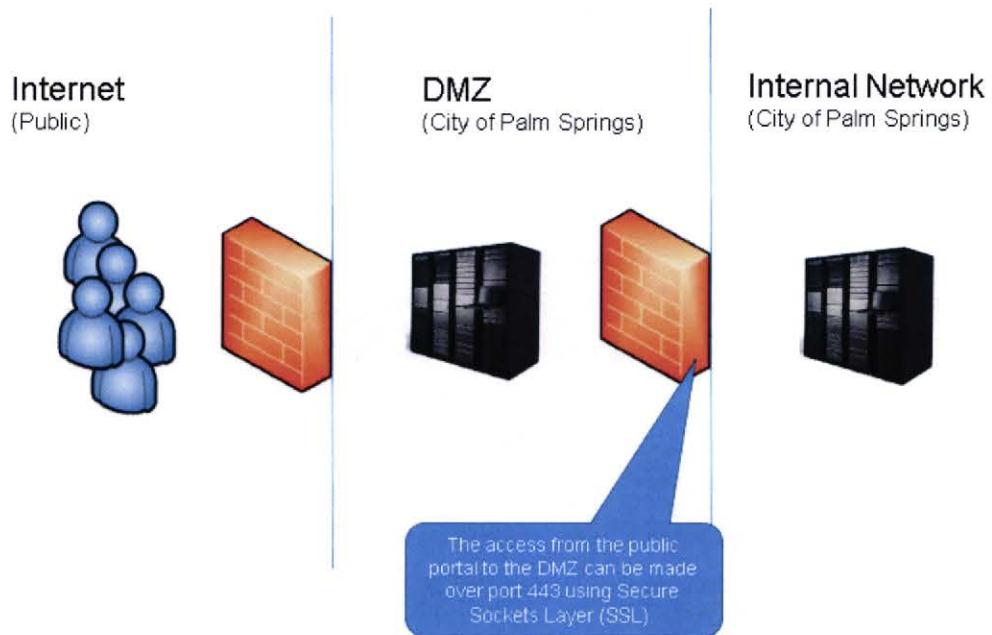 Internet
(Public)
DMZ
(City of Palm Springs)
Internal Network
(City of Palm Springs)
The access from the public
portal to the DMZ can be made
over port 443 using Secure
Sockets Layer (SSL)